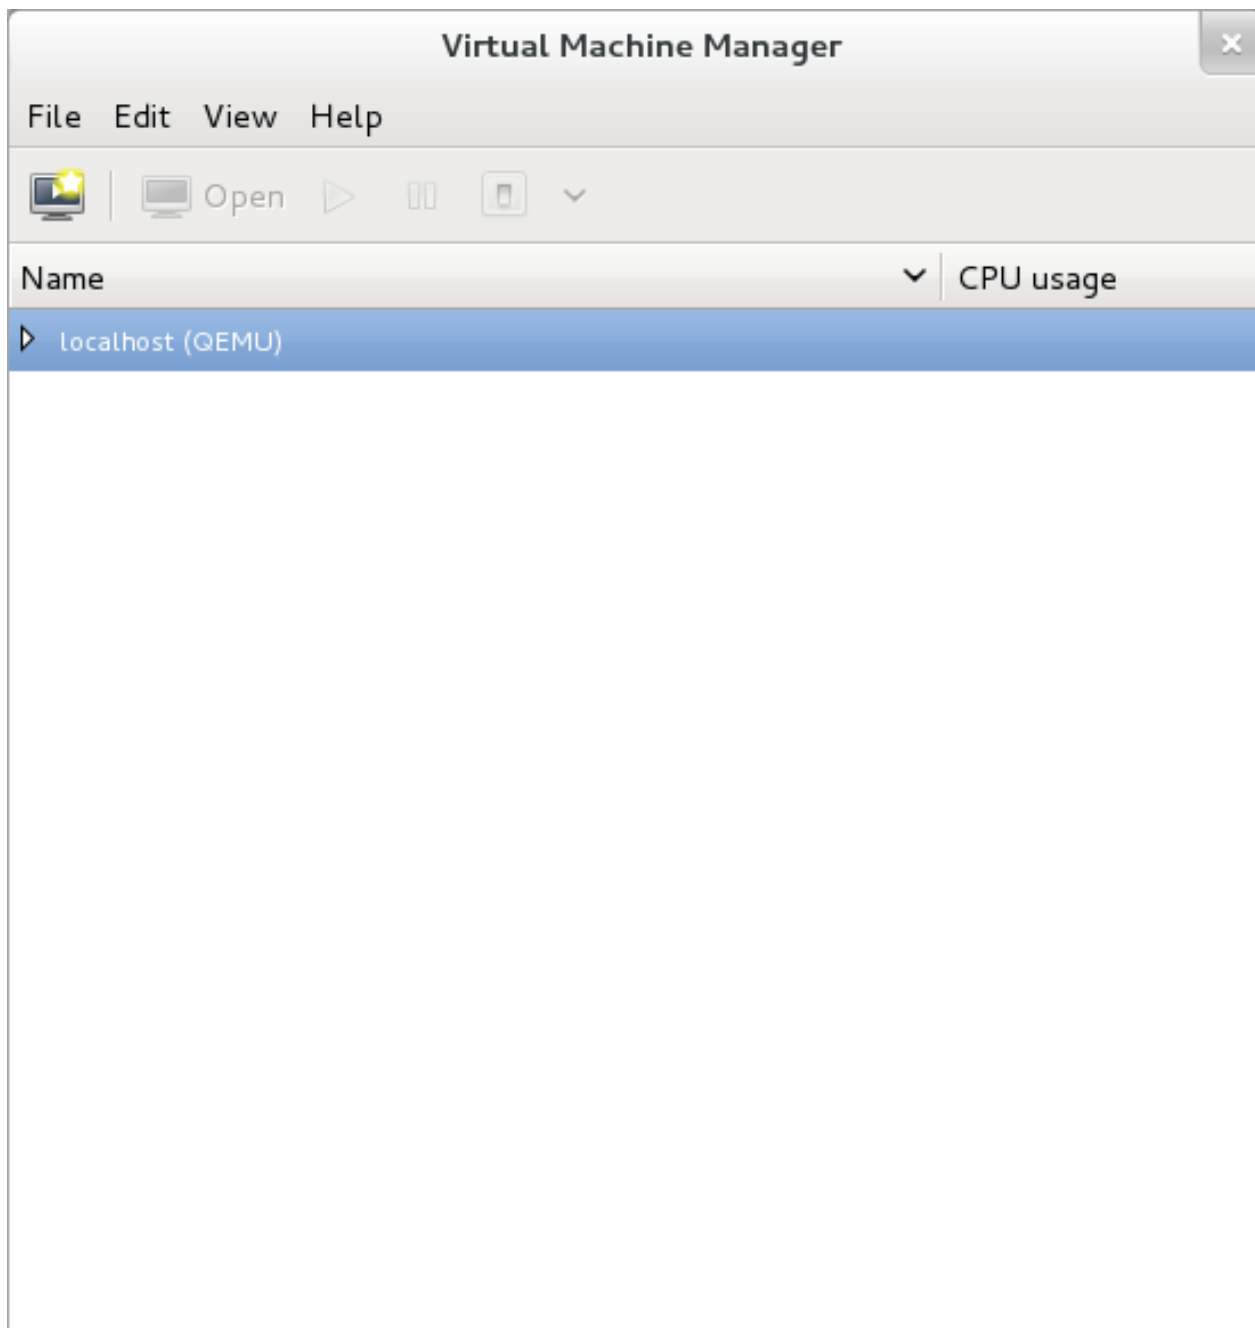 Virtual Machine Manager
File Edit View Help
Open
Name CPU usage
localhost (QEMU)